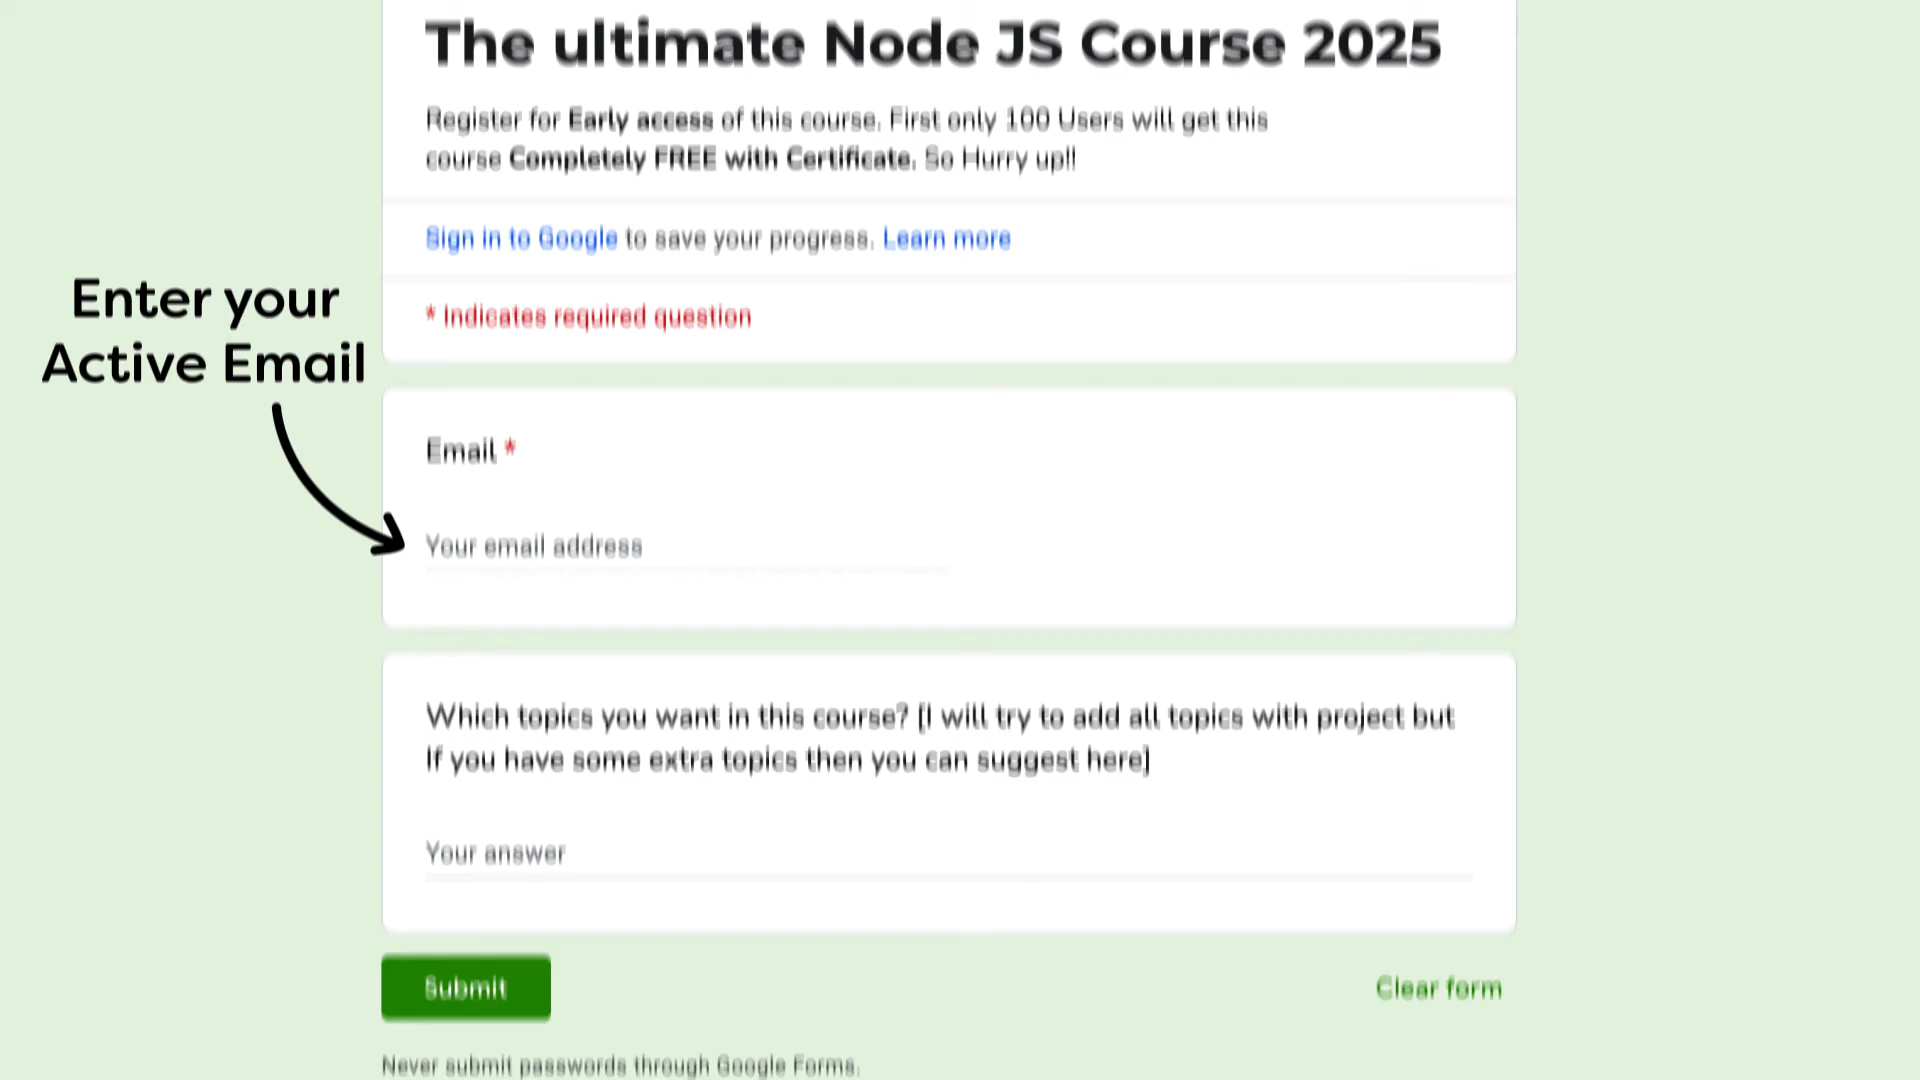 The ultimate Node JS Course 2025
Register for Early access of this course. First only 100 Users will get this
course Completely FREE with Certificate. So Hurry up!!
Sign in to Google to save your progress. Learn more
* Indicates required question
Enter your
Active Email
Email *
Your email address
Which topics you want in this course? [I will try to add all topics with project but
If you have some extra topics then you can suggest here]
Your answer
Submit
Clear form
Never submit passwords through Google Forms.